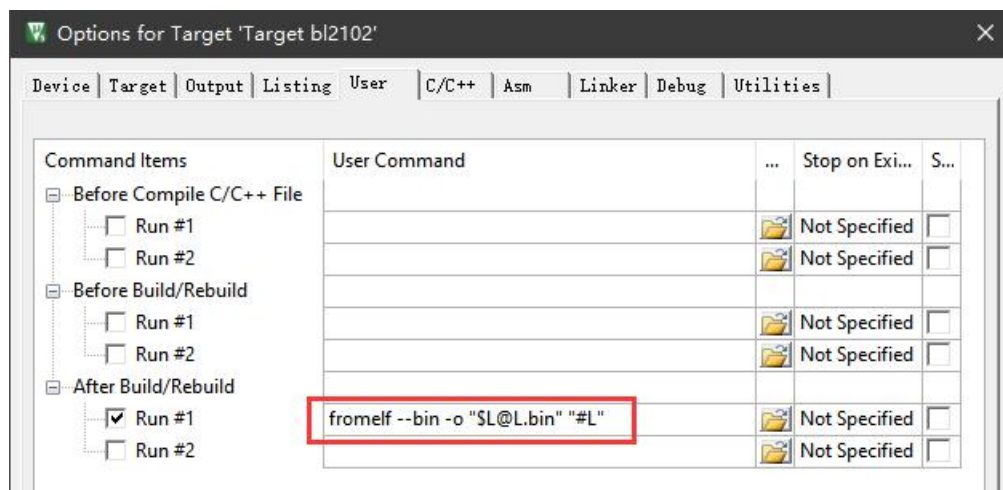 Options for Target 'Target bl2102'
Device Target Output Listing User C/C++ Asm Linker Debug Utilities
Command Items User Command ... Stop on Exi... S...
Before Compile C/C++ File
Run #1 Not Specified
Run #2 Not Specified
Before Build/Rebuild
Run #1 Not Specified
Run #2 Not Specified
After Build/Rebuild
Run #1 fromelf --bin -o "$L@L.bin" "#L" Not Specified
Run #2 Not Specified